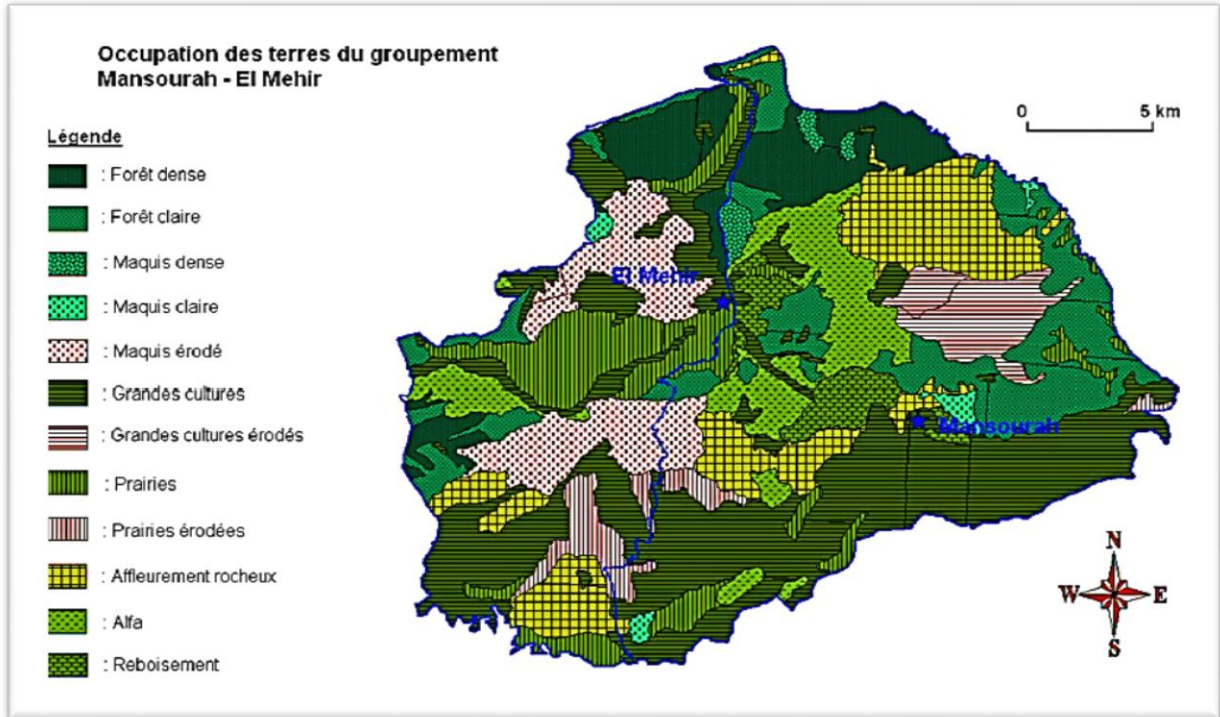 Occupation des terres du groupement
Mansourah - El Mehir
0 5 km
Légende
: Forêt dense
: Forêt claire
: Maquis dense
: Maquis claire
: Maquis érodé
: Grandes cultures
: Grandes cultures érodés
: Prairies
: Prairies érodées
: Affleurement rocheux
: Alfa
: Reboisement
El Mehir
Mansourah
N
W E
S